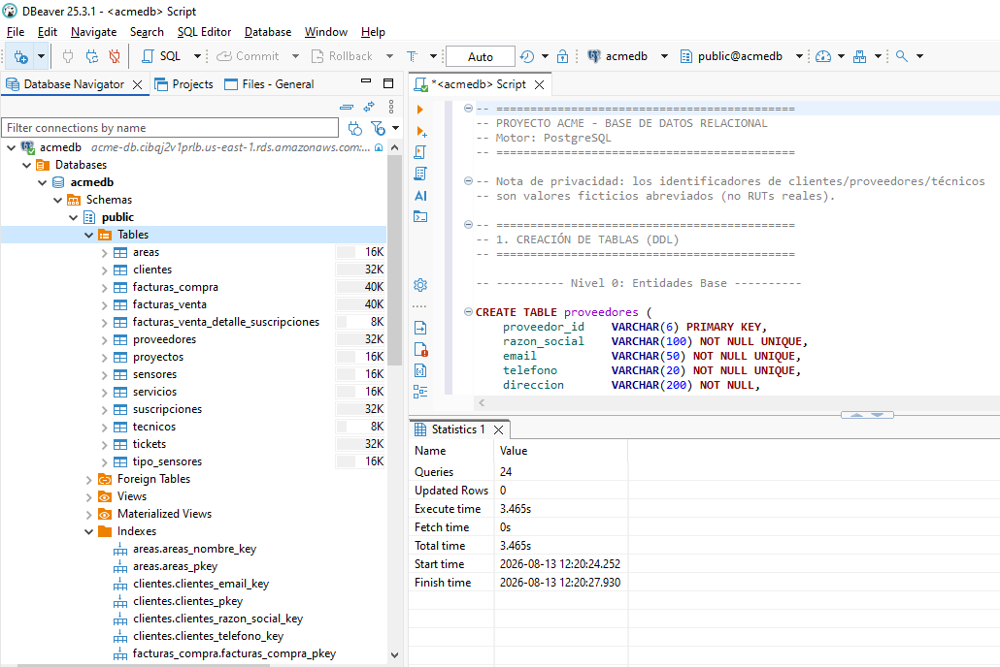 DBeaver 25.3.1 - <acmedb> Script
File Edit Navigate Search SQL Editor Database Window Help
SQL Commit Rollback T Auto acmedb public@acmedb
Database Navigator Projects Files - General
*<acmedb> Script
Filter connections by name
acmedb acme-db.cibqj2v1prlb.us-east-1.rds.amazonaws.com:...
Databases
acmedb
Schemas
public
Tables
areas 16K
clientes 32K
facturas_compra 40K
facturas_venta 40K
facturas_venta_detalle_suscripciones 8K
proveedores 32K
proyectos 16K
sensores 16K
servicios 16K
suscripciones 32K
tecnicos 8K
tickets 32K
tipo_sensores 16K
Foreign Tables
Views
Materialized Views
Indexes
areas.areas_nombre_key
areas.areas_pkey
clientes.clientes_email_key
clientes.clientes_pkey
clientes.clientes_razon_social_key
clientes.clientes_telefono_key
facturas_compra.facturas_compra_pkey
AI
-- ============================================
-- PROYECTO ACME - BASE DE DATOS RELACIONAL
-- Motor: PostgreSQL
-- ============================================
-- Nota de privacidad: los identificadores de clientes/proveedores/técnicos
-- son valores ficticios abreviados (no RUTs reales).
-- ============================================
-- 1. CREACIÓN DE TABLAS (DDL)
-- ============================================
-- ---------- Nivel 0: Entidades Base ----------
CREATE TABLE proveedores (
proveedor_id VARCHAR(6) PRIMARY KEY,
razon_social VARCHAR(100) NOT NULL UNIQUE,
email VARCHAR(50) NOT NULL UNIQUE,
telefono VARCHAR(20) NOT NULL UNIQUE,
direccion VARCHAR(200) NOT NULL,
Statistics 1
Name Value
Queries 24
Updated Rows 0
Execute time 3.465s
Fetch time 0s
Total time 3.465s
Start time 2026-08-13 12:20:24.252
Finish time 2026-08-13 12:20:27.930